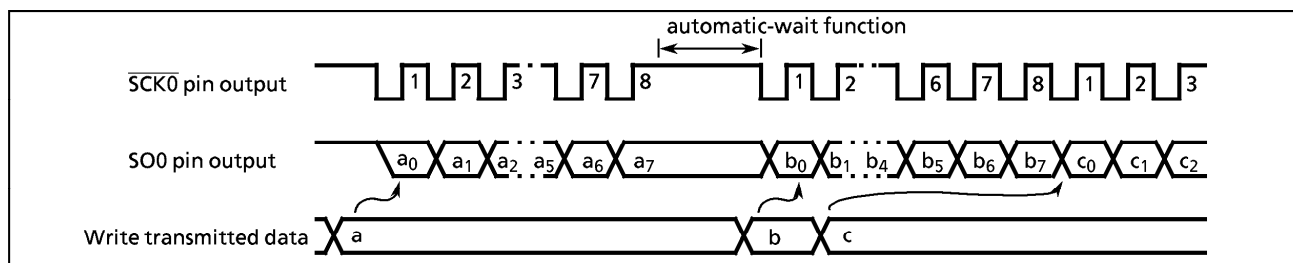 automatic-wait function
SCK0 pin output 1 2 3 7 8 1 2 6 7 8 1 2 3
SO0 pin output a0 a1 a2 a5 a6 a7 b0 b1 b4 b5 b6 b7 c0 c1 c2
Write transmitted data a b c